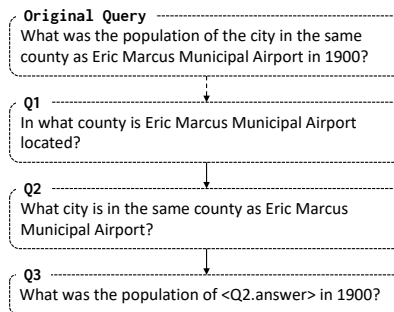 Original Query
What was the population of the city in the same
county as Eric Marcus Municipal Airport in 1900?
Q1
In what county is Eric Marcus Municipal Airport
located?
Q2
What city is in the same county as Eric Marcus
Municipal Airport?
Q3
What was the population of <Q2.answer> in 1900?